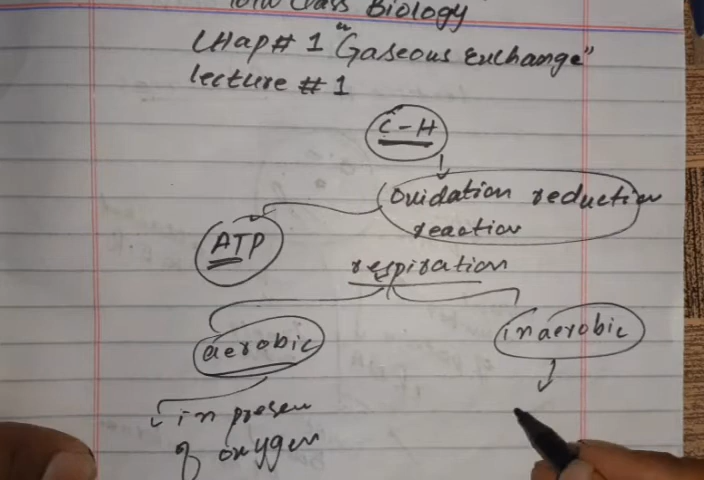 Class Biology
CHap# 1 "Gaseous Exchange"
lecture # 1
C-H
Oxidation reduction
reaction
ATP
respiration
aerobic
inaerobic
in presen
of oxygen